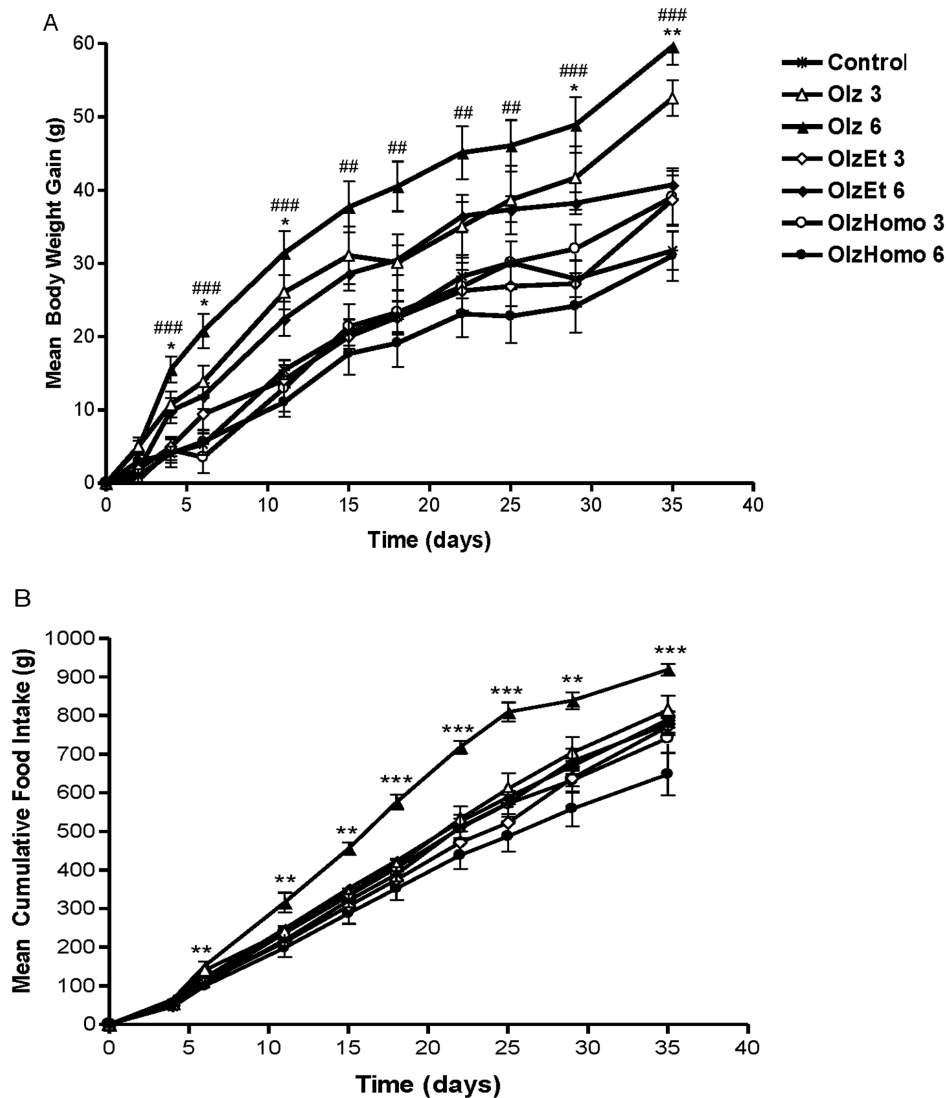 A
###
**
###
*
##
##
##
##
###
*
###
*
###
*
60
50
40
30
20
10
0
Mean Body Weight Gain (g)
0 5 10 15 20 25 30 35 40
Time (days)
Control
Olz 3
Olz 6
OlzEt 3
OlzEt 6
OlzHomo 3
OlzHomo 6
B
1000
900
800
700
600
500
400
300
200
100
0
Mean Cumulative Food Intake (g)
**
**
**
***
***
***
**
***
0 5 10 15 20 25 30 35 40
Time (days)